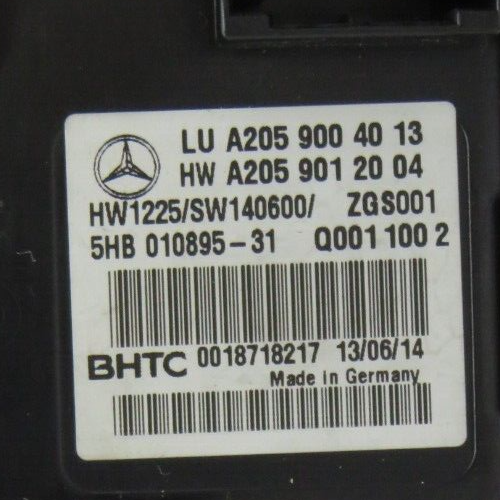 LU A205 900 40 13
HW A205 901 20 04
HW1225/SW140600/ ZGS001
5HB 010895-31 Q001 100 2
BHTC 0018718217 13/06/14
Made in Germany